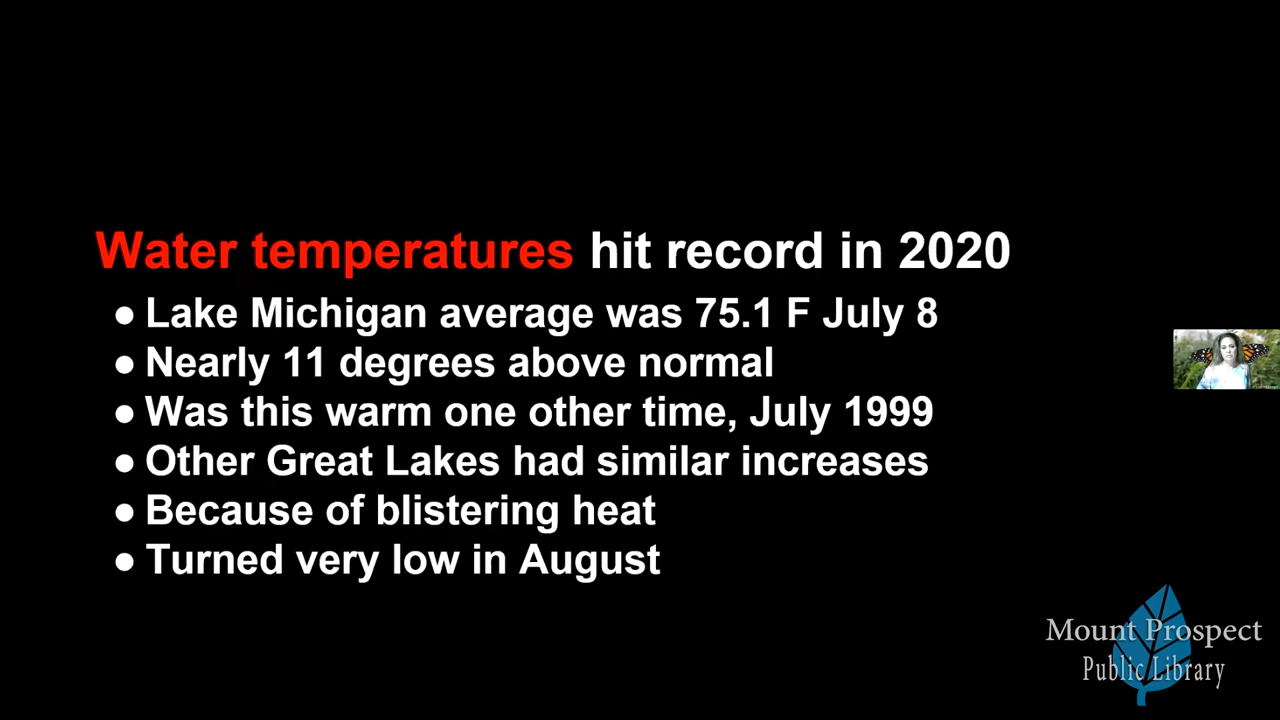 Water temperatures hit record in 2020
● Lake Michigan average was 75.1 F July 8
● Nearly 11 degrees above normal
● Was this warm one other time, July 1999
● Other Great Lakes had similar increases
● Because of blistering heat
● Turned very low in August
Mount Prospect
Public Library